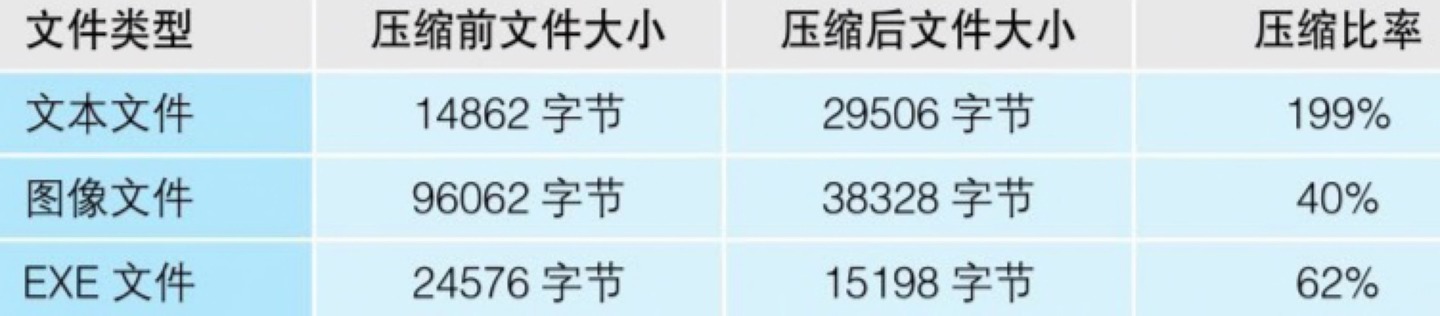 文件类型 压缩前文件大小 压缩后文件大小 压缩比率
文本文件 14862 字节 29506 字节 199%
图像文件 96062 字节 38328 字节 40%
EXE 文件 24576 字节 15198 字节 62%